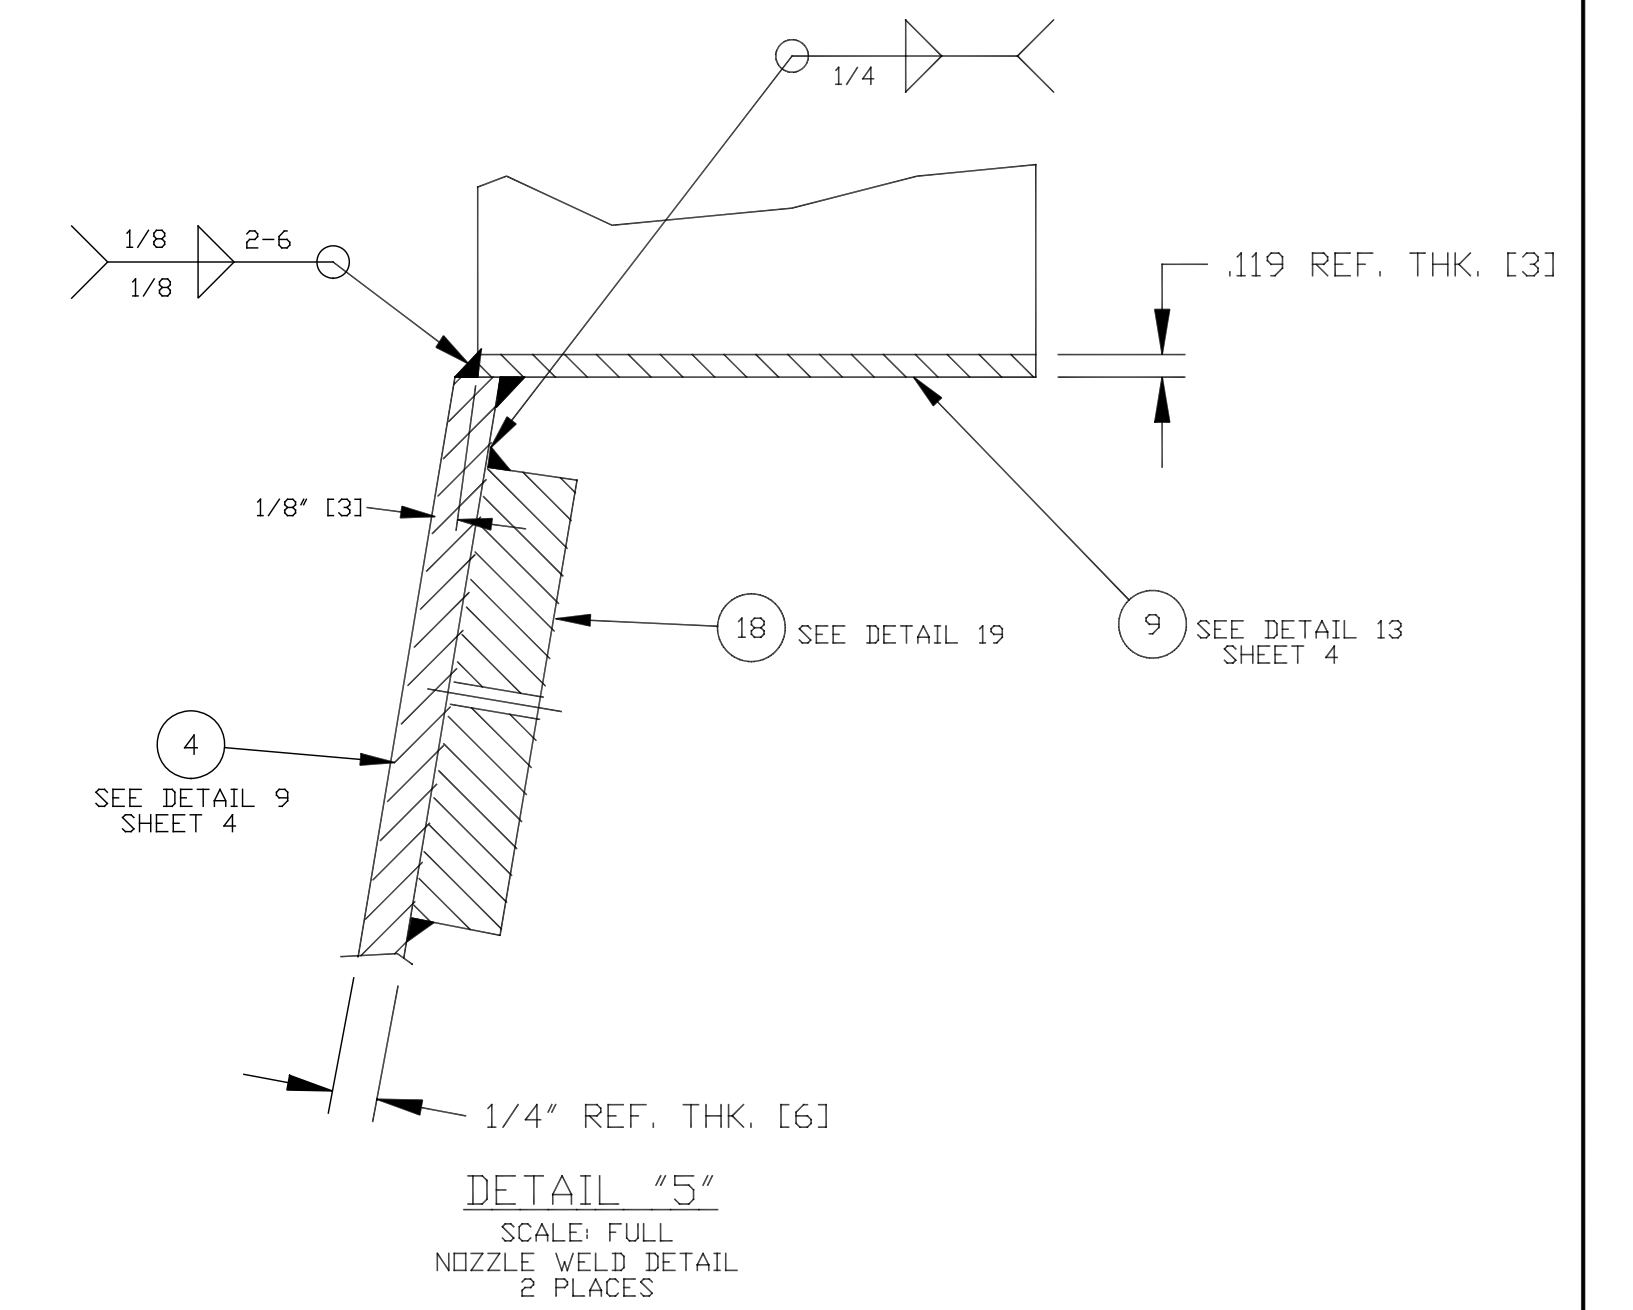 1/4
1/8 2-6
1/8
.119 REF. THK. [3]
1/8" [3]
18 SEE DETAIL 19
9 SEE DETAIL 13
SHEET 4
4
SEE DETAIL 9
SHEET 4
1/4" REF. THK. [6]
DETAIL "5"
SCALE: FULL
NOZZLE WELD DETAIL
2 PLACES